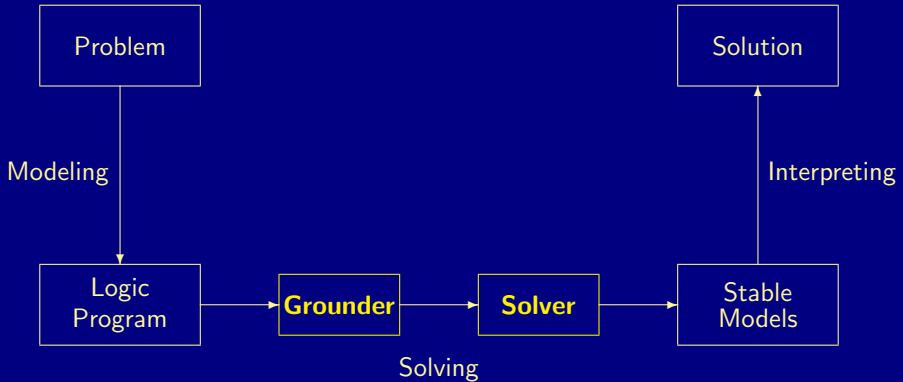 Problem
Solution
Modeling
Interpreting
Logic
Program
Grounder
Solver
Stable
Models
Solving